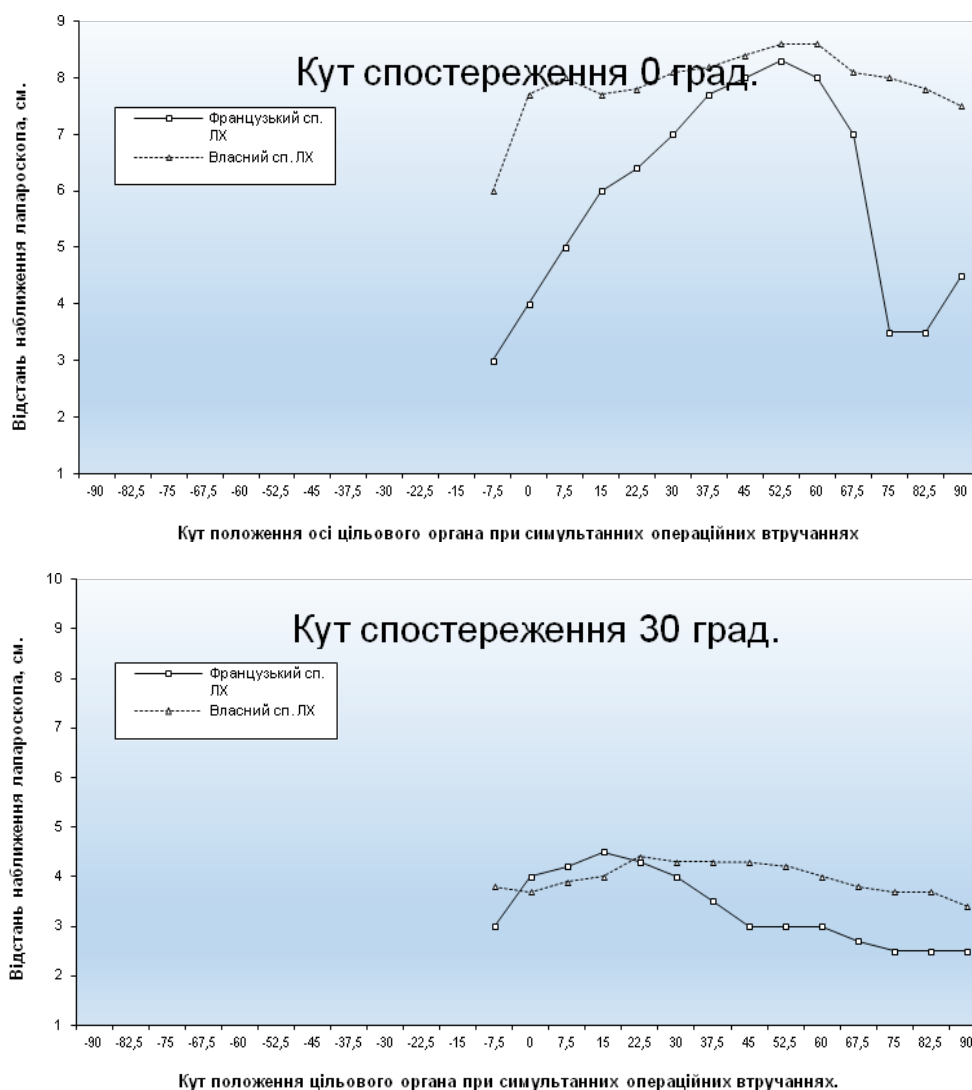 9
Кут спостереження 0 град.
8
Французький сп.
ЛХ
Власний сп. ЛХ
7
6
5
4
3
2
1
Відстань наближення лапароскопа, см.
-90 -82,5 -75 -67,5 -60 -52,5 -45 -37,5 -30 -22,5 -15 -7,5 0 7,5 15 22,5 30 37,5 45 52,5 60 67,5 75 82,5 90
Кут положення осі цільового органа при симультанних операційних втручаннях
10
9
Кут спостереження 30 град.
8
Французький сп.
ЛХ
Власний сп. ЛХ
7
6
5
4
3
2
1
Відстань наближення лапароскопа, см.
-90 -82,5 -75 -67,5 -60 -52,5 -45 -37,5 -30 -22,5 -15 -7,5 0 7,5 15 22,5 30 37,5 45 52,5 60 67,5 75 82,5 90
Кут положення цільового органа при симультанних операційних втручаннях.